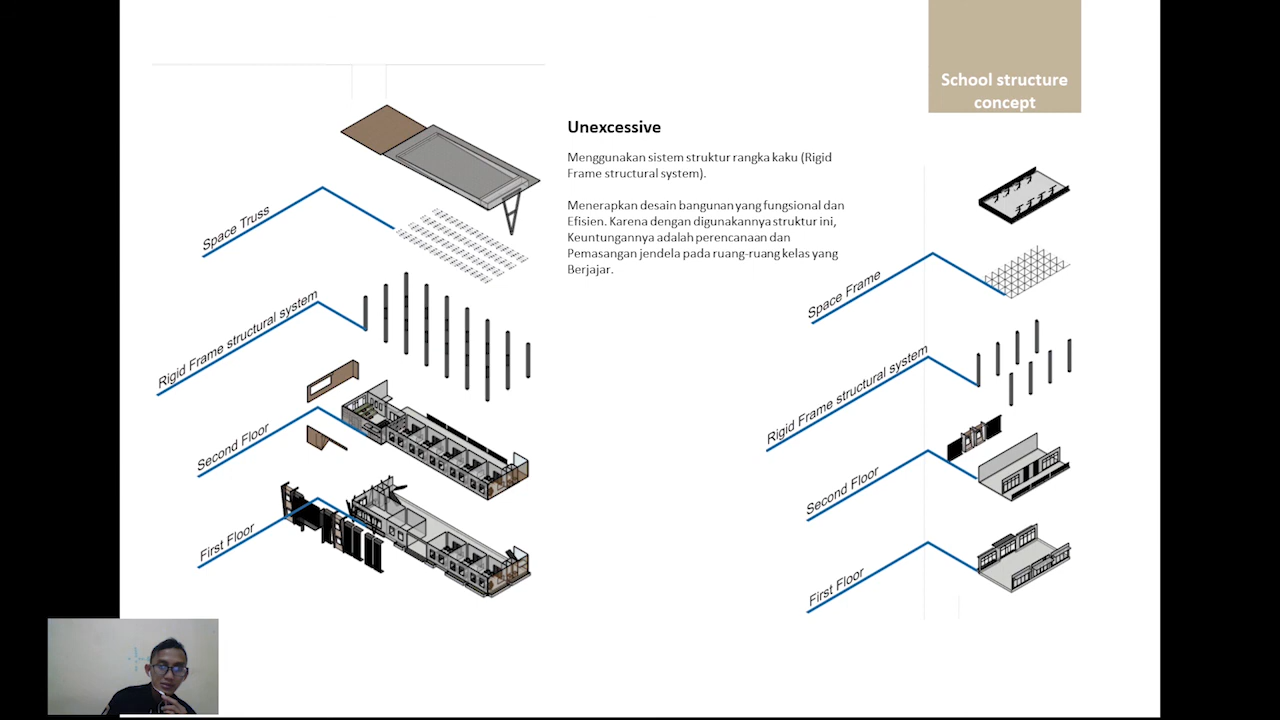 School structure
concept
Unexcessive
Menggunakan sistem struktur rangka kaku (Rigid
Frame structural system).
Menerapkan desain bangunan yang fungsional dan
Efisien. Karena dengan digunakannya struktur ini,
Keuntungannya adalah perencanaan dan
Pemasangan jendela pada ruang-ruang kelas yang
Berjajar.
Space Truss
Rigid Frame structural system
Second Floor
First Floor
Space Frame
Rigid Frame structural system
Second Floor
First Floor